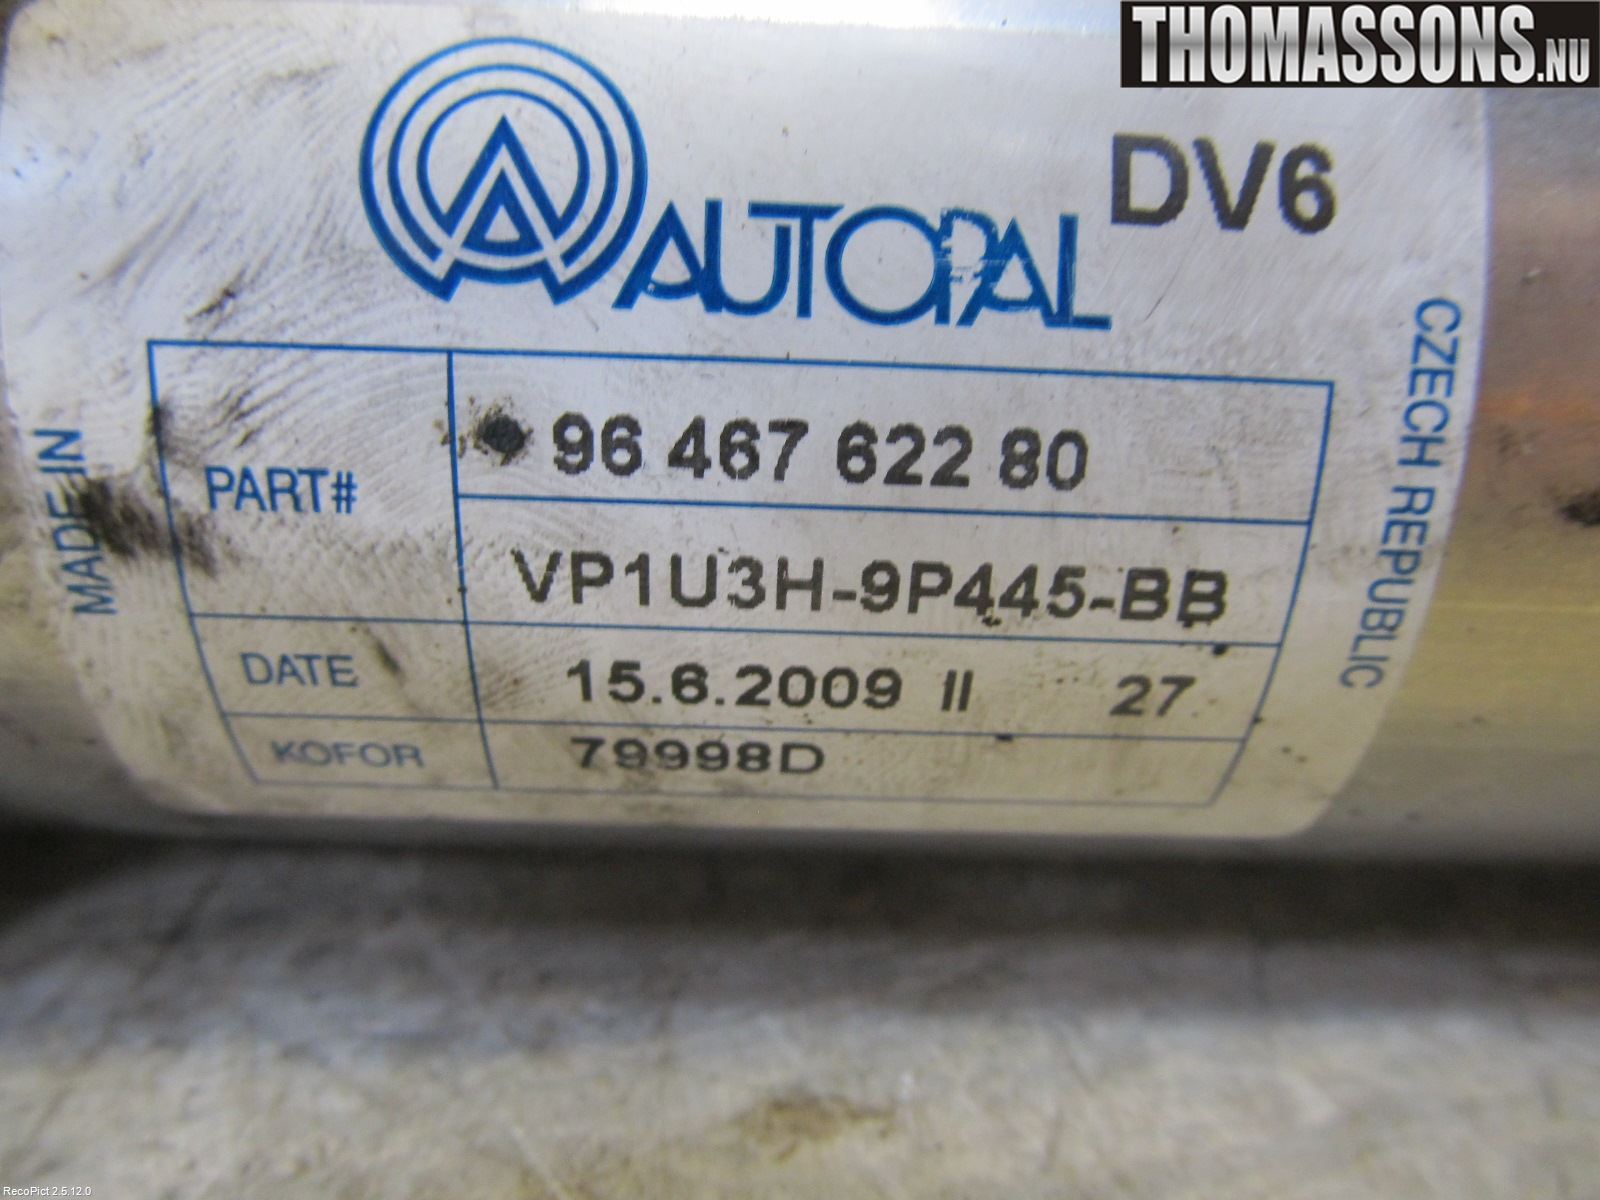 THOMASSONS.NU
AUTOPAL
DV6
MADE IN
CZECH REPUBLIC
PART#
96 467 622 80
VP1U3H-9P445-BB
DATE 15.6.2009 II 27
KOFOR 79998D
RecoPict 2.5.12.0